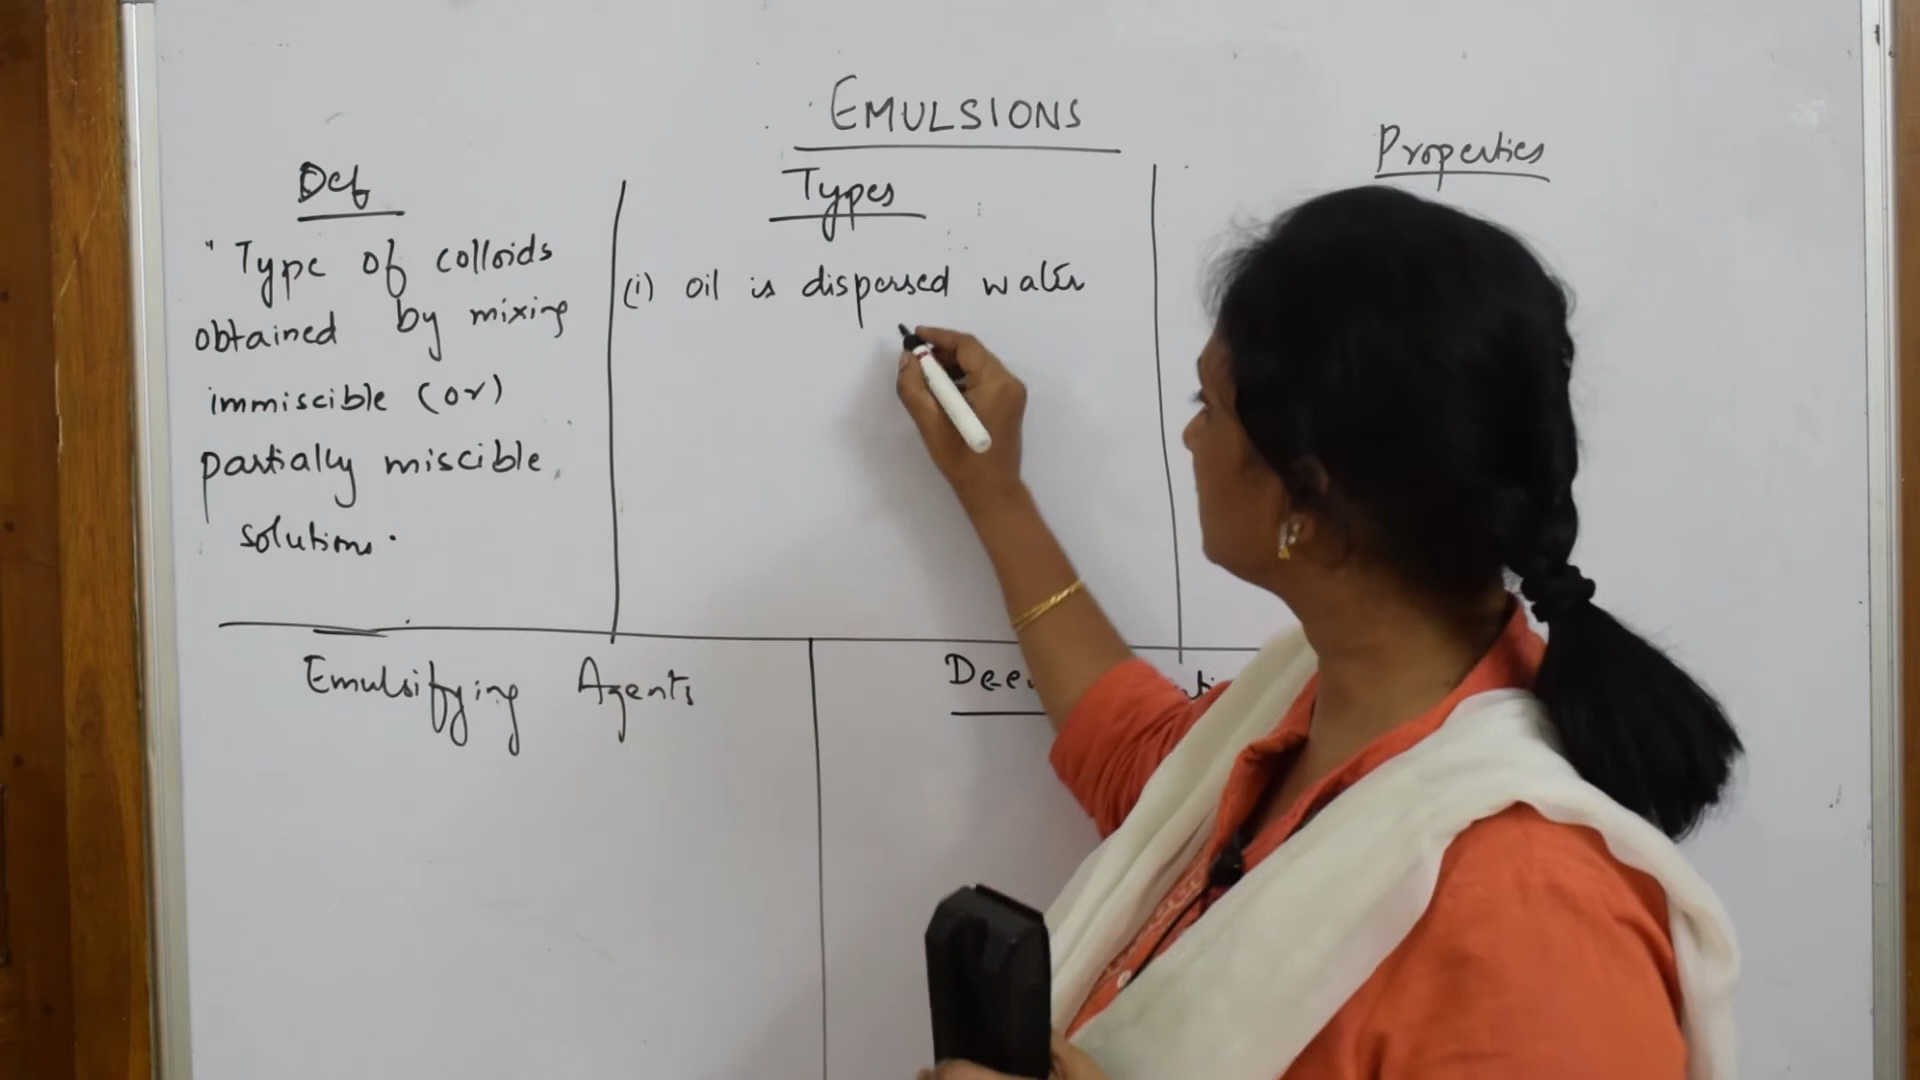 EMULSIONS
Def
"Type of colloids
obtained by mixing
immiscible (or)
partially miscible
solutions.
Types
(i) oil is dispersed water
Properties
Emulsifying Agents